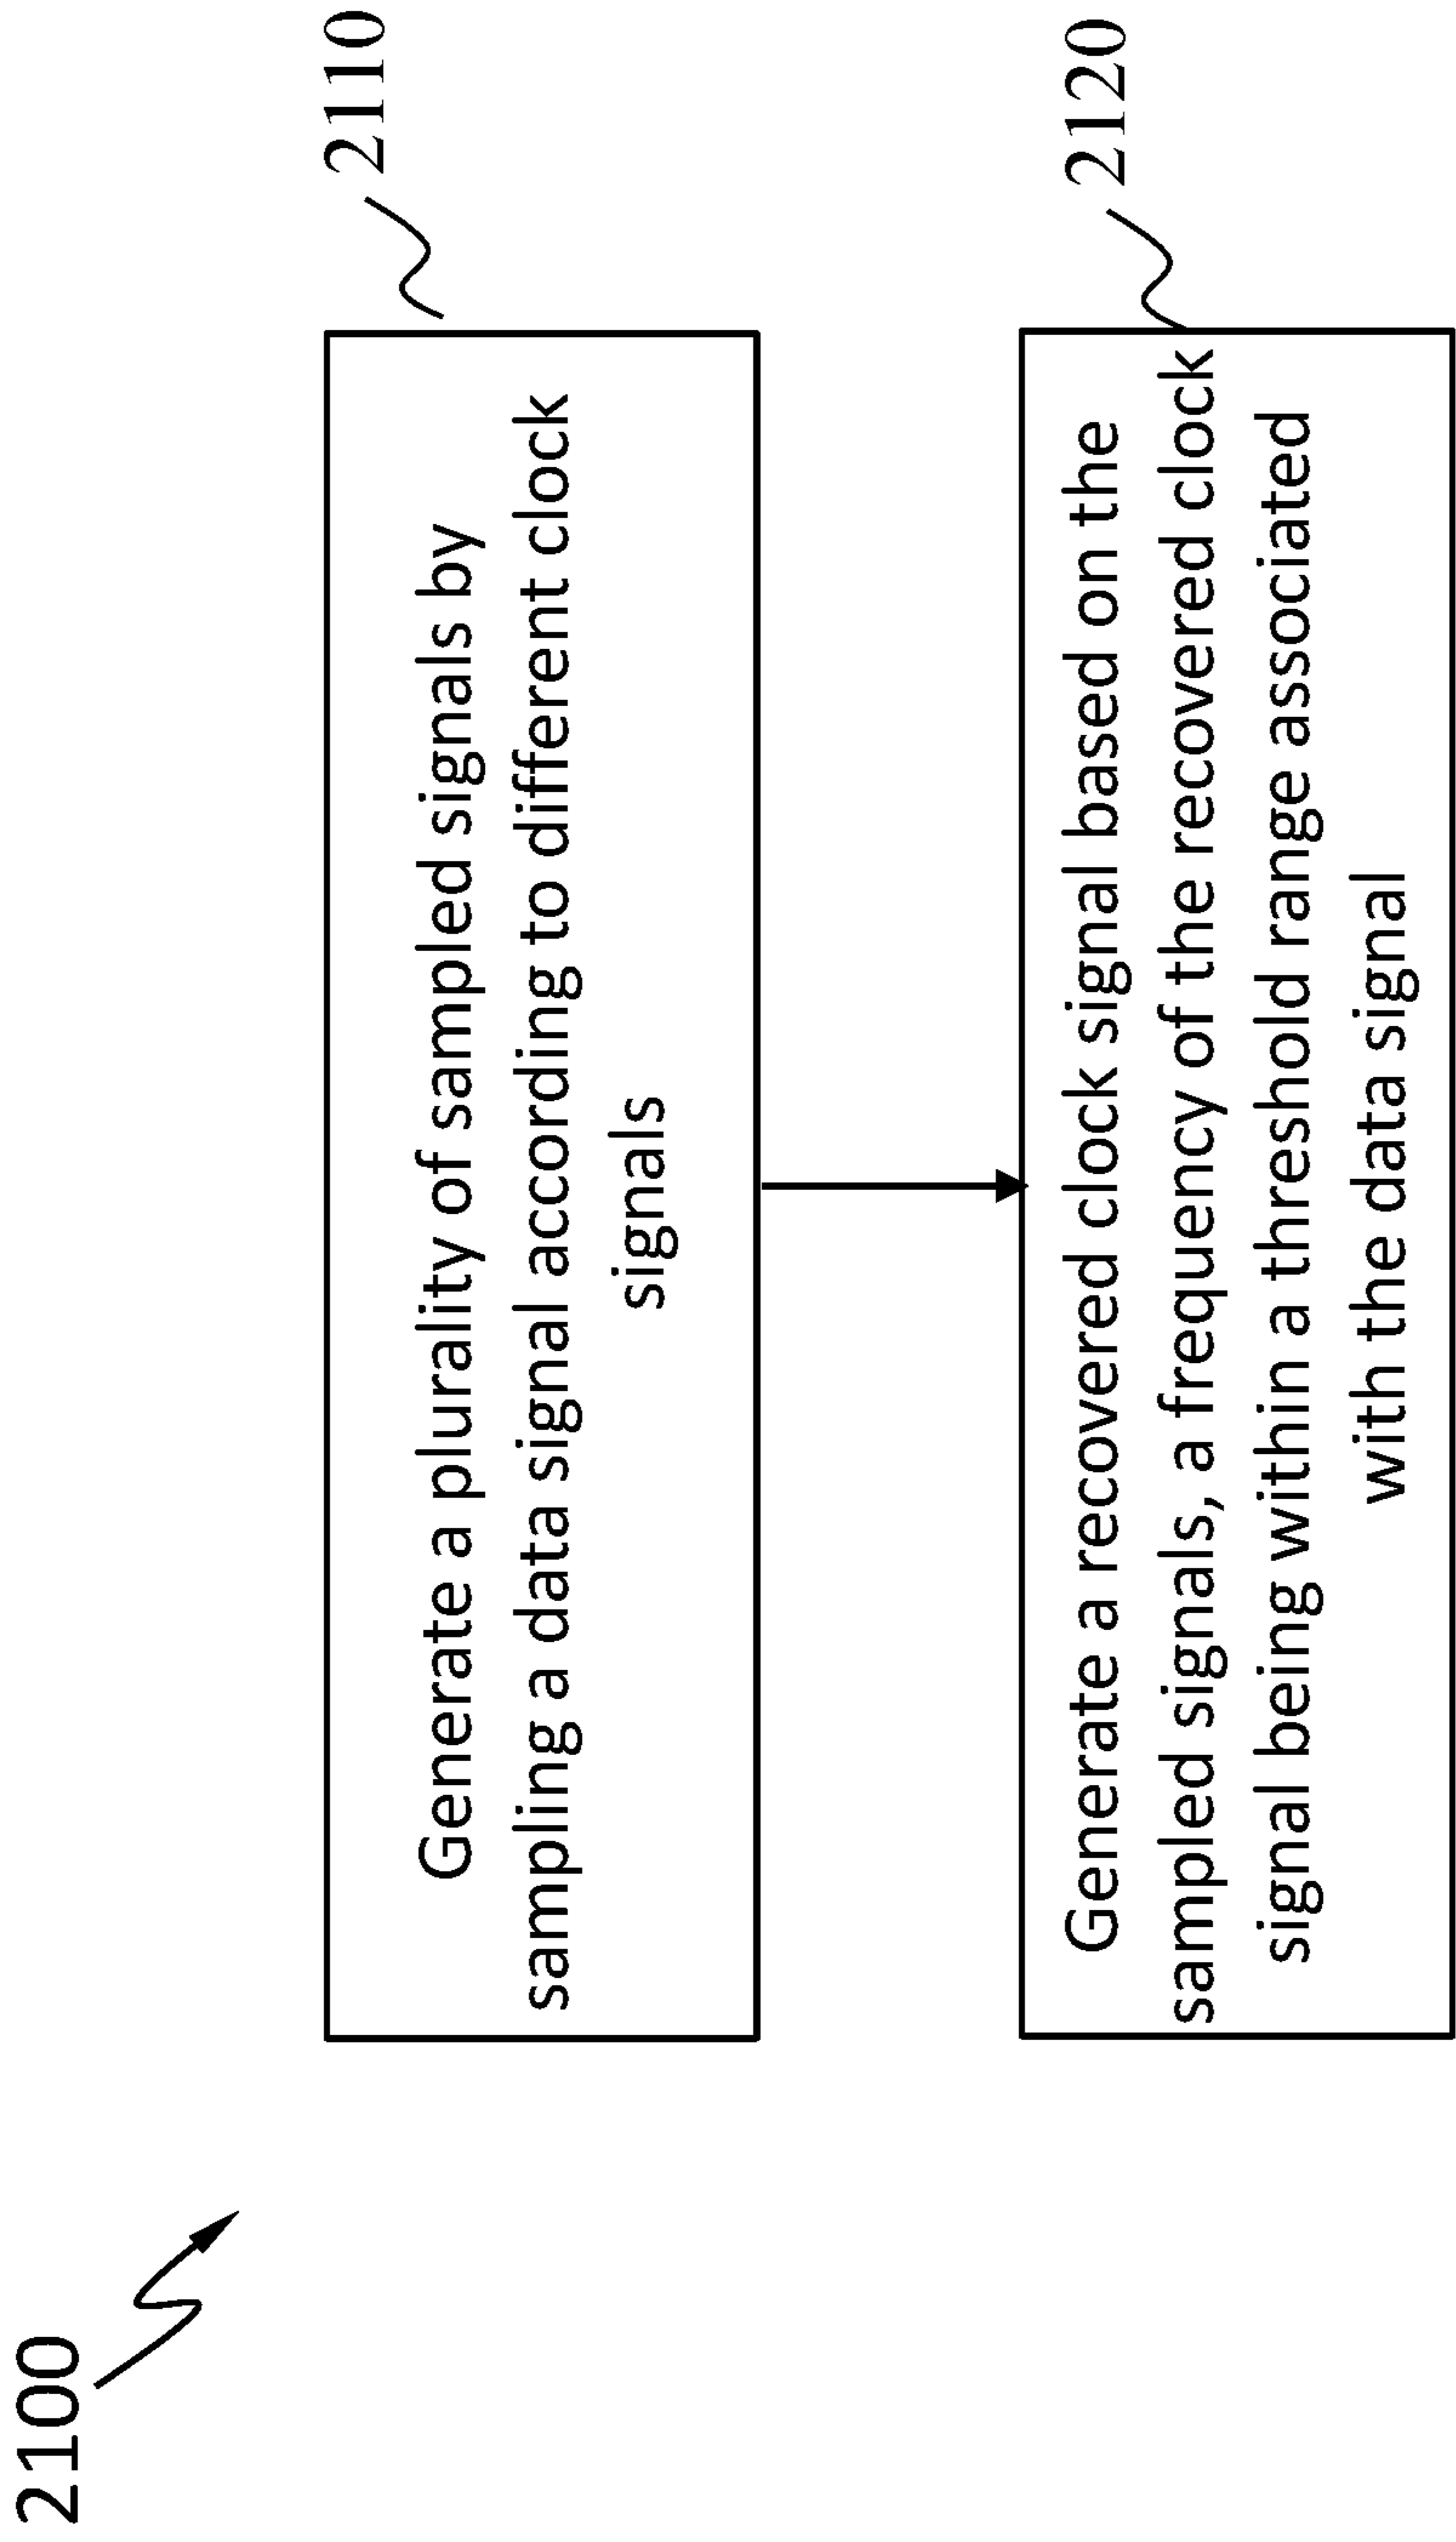 2100
2110
Generate a plurality of sampled signals by
sampling a data signal according to different clock
signals
2120
Generate a recovered clock signal based on the
sampled signals, a frequency of the recovered clock
signal being within a threshold range associated
with the data signal